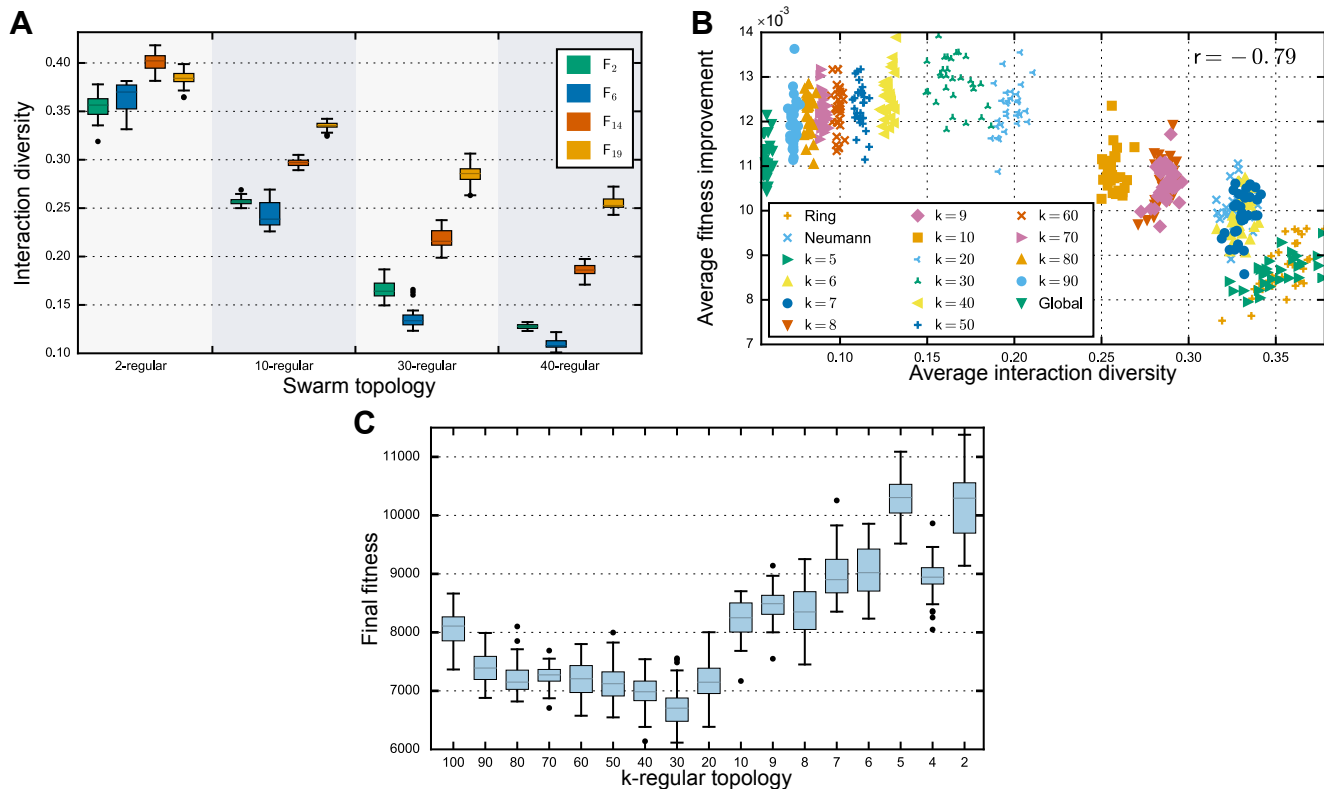 A
Interaction diversity
0.40
0.35
0.30
0.25
0.20
0.15
0.10
F₂
F₆
F₁₄
F₁₉
2-regular 10-regular 30-regular 40-regular
Swarm topology
B
×10⁻³
Average fitness improvement
14
13
12
11
10
9
8
7
r = −0.79
Ring
Neumann
k=5
k=6
k=7
k=8
k=9
k=10
k=20
k=30
k=40
k=50
k=60
k=70
k=80
k=90
Global
0.10 0.15 0.20 0.25 0.30 0.35
Average interaction diversity
C
Final fitness
11000
10000
9000
8000
7000
6000
100 90 80 70 60 50 40 30 20 10 9 8 7 6 5 4 2
k-regular topology